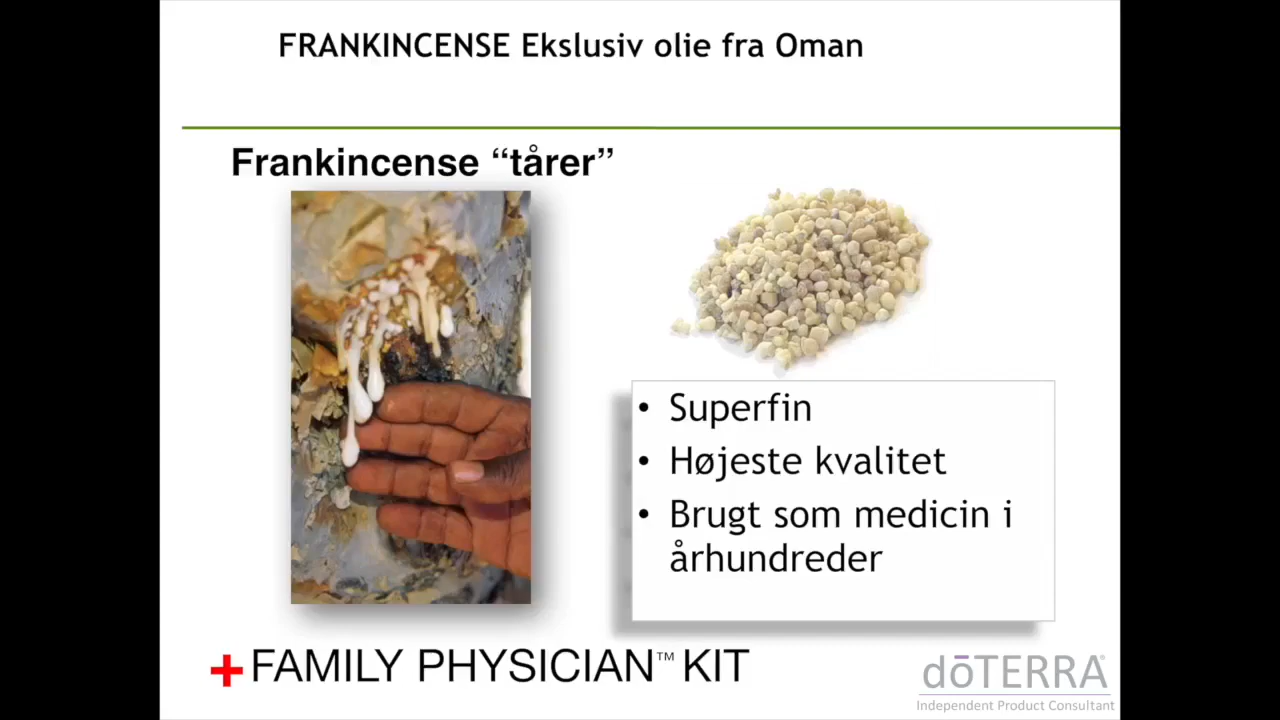 FRANKINCENSE Ekslusiv olie fra Oman
Frankincense “tårer”
• Superfin
• Højeste kvalitet
• Brugt som medicin i
århundreder
+FAMILY PHYSICIAN™ KIT
dōTERRA®
Independent Product Consultant